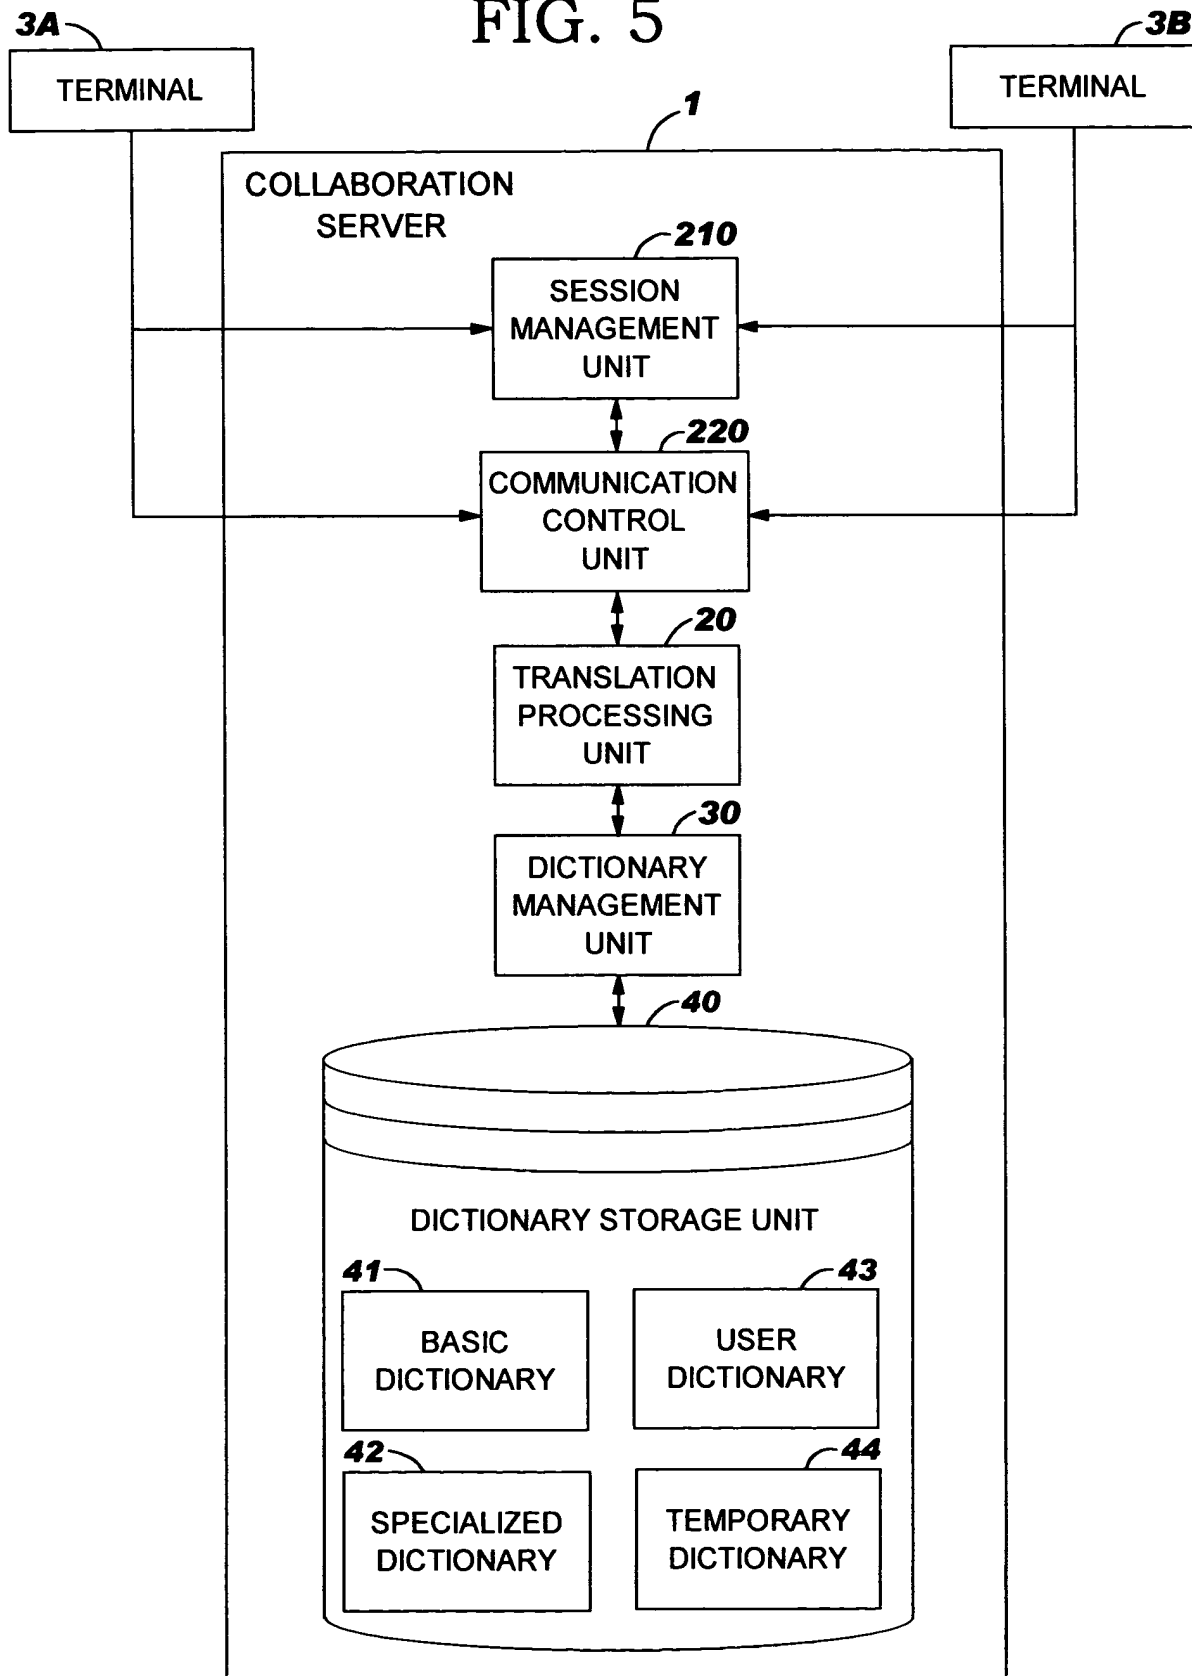 FIG. 5
3A
3B
TERMINAL
TERMINAL
1
COLLABORATION
SERVER
210
SESSION
MANAGEMENT
UNIT
220
COMMUNICATION
CONTROL
UNIT
20
TRANSLATION
PROCESSING
UNIT
30
DICTIONARY
MANAGEMENT
UNIT
40
DICTIONARY STORAGE UNIT
41
BASIC
DICTIONARY
43
USER
DICTIONARY
42
SPECIALIZED
DICTIONARY
44
TEMPORARY
DICTIONARY